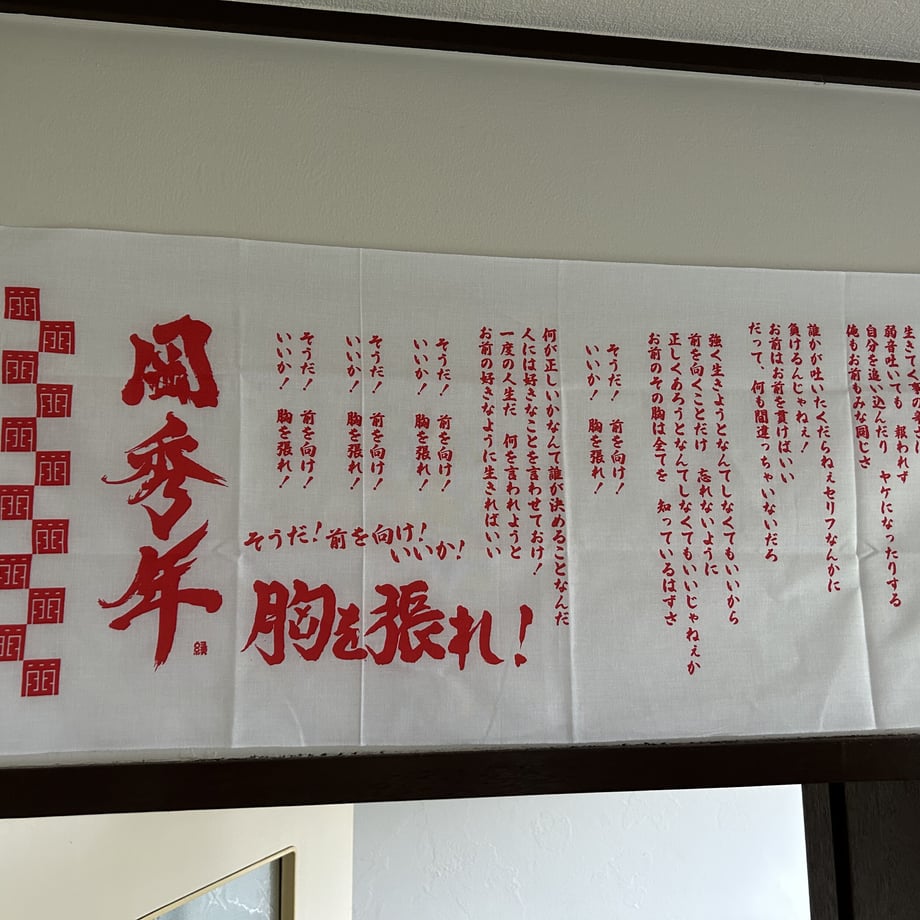 弱音吐いても 報われず
自分を追い込んだり ヤケになったりする
俺もお前もみな同じさ
誰かが吐いたくだらねぇセリフなんかに
負けるんじゃねぇ！
お前はお前を貫けばいい
だって、何も間違っちゃいないだろ
強く生きようとなんてしなくてもいいから
前を向くことだけ 忘れないように
正しくあろうとなんてしなくてもいいじゃねぇか
お前のその胸は全てを 知っているはずさ
そうだ！ 前を向け！
いいか！ 胸を張れ！
何が正しいかなんて誰が決めることなんだ
人には好きなことを言わせておけ！
一度の人生だ 何を言われようと
お前の好きなように生きればいい
そうだ！ 前を向け！
いいか！ 胸を張れ！
そうだ！ 前を向け！
いいか！ 胸を張れ！
そうだ！ 前を向け！
いいか！ 胸を張れ！
そうだ！前を向け！
いいか！
胸を張れ！
岡秀年